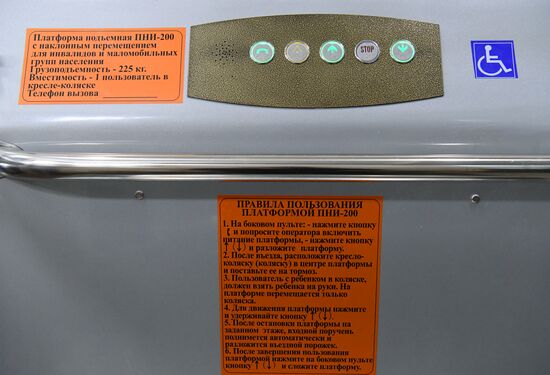 Платформа подъемная ПНИ-200
с наклонным перемещением
для инвалидов и маломобильных
групп населения
Грузоподъемность - 225 кг.
Вместимость - 1 пользователь в
кресле-коляске
Телефон вызова ____________
STOP
ПРАВИЛА ПОЛЬЗОВАНИЯ
ПЛАТФОРМОЙ ПНИ-200
1. На боковом пульте: - нажмите кнопку
и попросите оператора включить
питание платформы, - нажмите кнопку
↑ (↓) и разложите платформу.
2. После въезда, расположите кресло-
коляску (коляску) в центре платформы
и поставьте ее на тормоз.
3. Пользователь с ребенком в коляске,
должен взять ребенка на руки. На
платформе перемещается только
коляска.
4. Для движения платформы нажмите
и удерживайте кнопку ↑ (↓).
5. После остановки платформы на
заданном этаже, входной поручень
поднимется автоматически и
разложится въездной порожек.
6. После завершения пользования
платформой нажмите на боковом пульте
кнопку ↑ (↓) и сложите платформу.